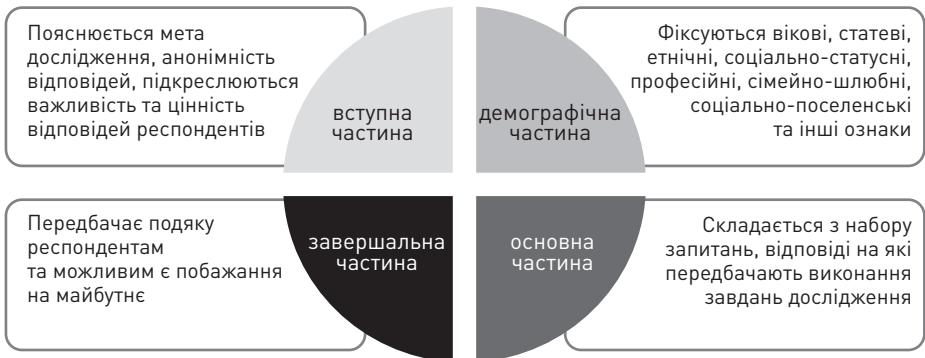 Пояснюється мета
дослідження, анонімність
відповідей, підкреслюються
важливість та цінність
відповідей респондентів
вступна
частина
демографічна
частина
Фіксуються вікові, статеві,
етнічні, соціально-статусні,
професійні, сімейно-шлюбні,
соціально-поселенські
та інші ознаки
Передбачає подяку
респондентам
та можливим є побажання
на майбутнє
завершальна
частина
основна
частина
Складається з набору
запитань, відповіді на які
передбачають виконання
завдань дослідження